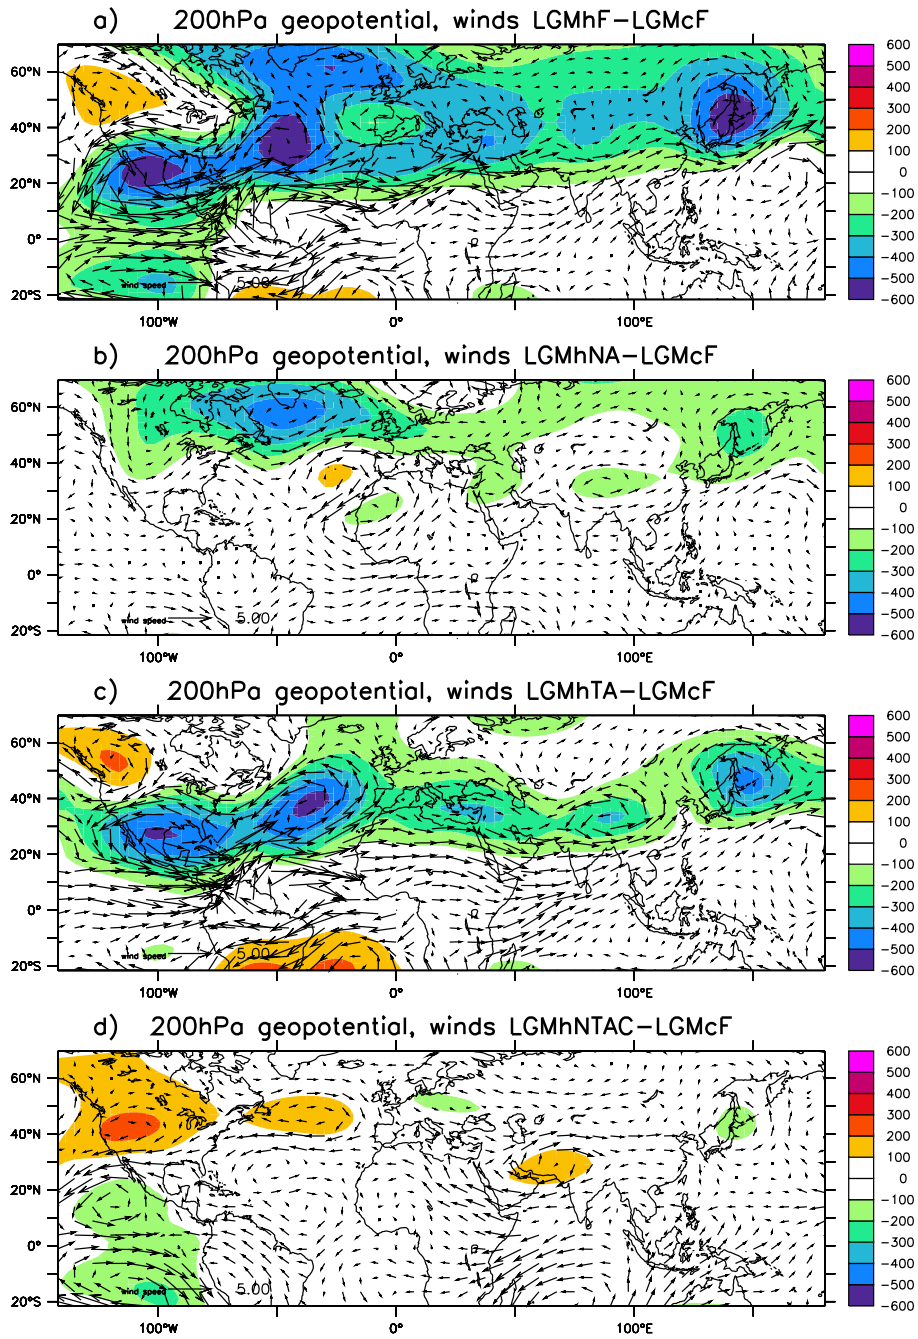 a) 200hPa geopotential, winds LGMhF−LGMcF
60°N
40°N
20°N
0°
20°S
wind speed 5.00
100°W 0° 100°E
600
500
400
300
200
100
0
−100
−200
−300
−400
−500
−600
b) 200hPa geopotential, winds LGMhNA−LGMcF
60°N
40°N
20°N
0°
20°S
wind speed 5.00
100°W 0° 100°E
600
500
400
300
200
100
0
−100
−200
−300
−400
−500
−600
c) 200hPa geopotential, winds LGMhTA−LGMcF
60°N
40°N
20°N
0°
20°S
wind speed 5.00
100°W 0° 100°E
600
500
400
300
200
100
0
−100
−200
−300
−400
−500
−600
d) 200hPa geopotential, winds LGMhNTAC−LGMcF
60°N
40°N
20°N
0°
20°S
wind speed 5.00
100°W 0° 100°E
600
500
400
300
200
100
0
−100
−200
−300
−400
−500
−600